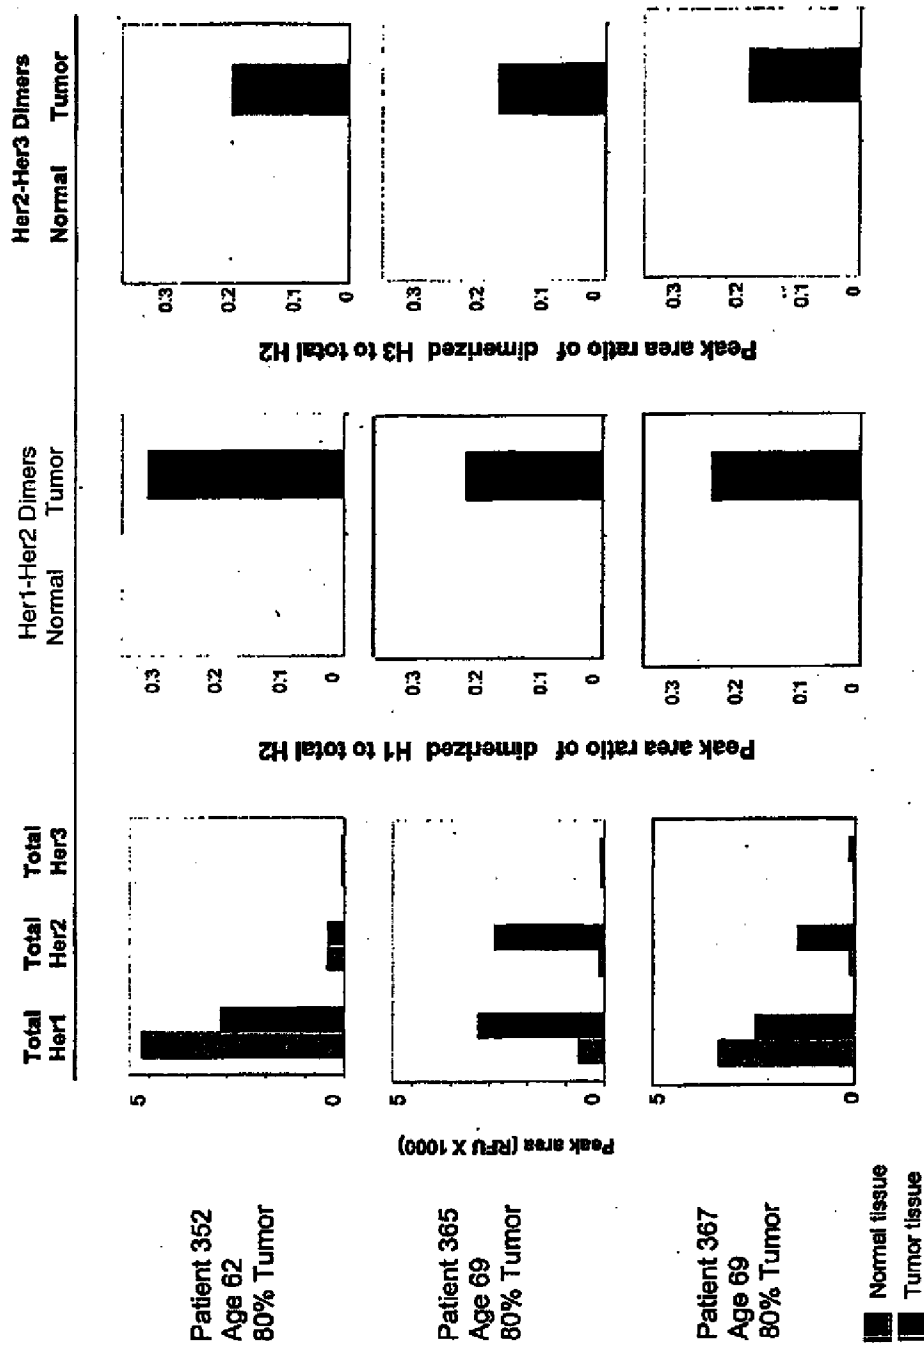 Total
Her1
Total
Her2
Total
Her3
Her1-Her2 Dimers
Normal Tumor
Her2-Her3 Dimers
Normal Tumor
Patient 352
Age 62
80% Tumor
5
0
0.3
0.2
0.1
0
0.3
0.2
0.1
0
Patient 365
Age 69
80% Tumor
Peak area (RFU X 1000)
5
0
Peak area ratio of dimerized H1 to total H2
0.3
0.2
0.1
0
Peak area ratio of dimerized H3 to total H2
0.3
0.2
0.1
0
Patient 367
Age 69
80% Tumor
5
0
0.3
0.2
0.1
0
0.3
0.2
0.1
0
Normal tissue
Tumor tissue